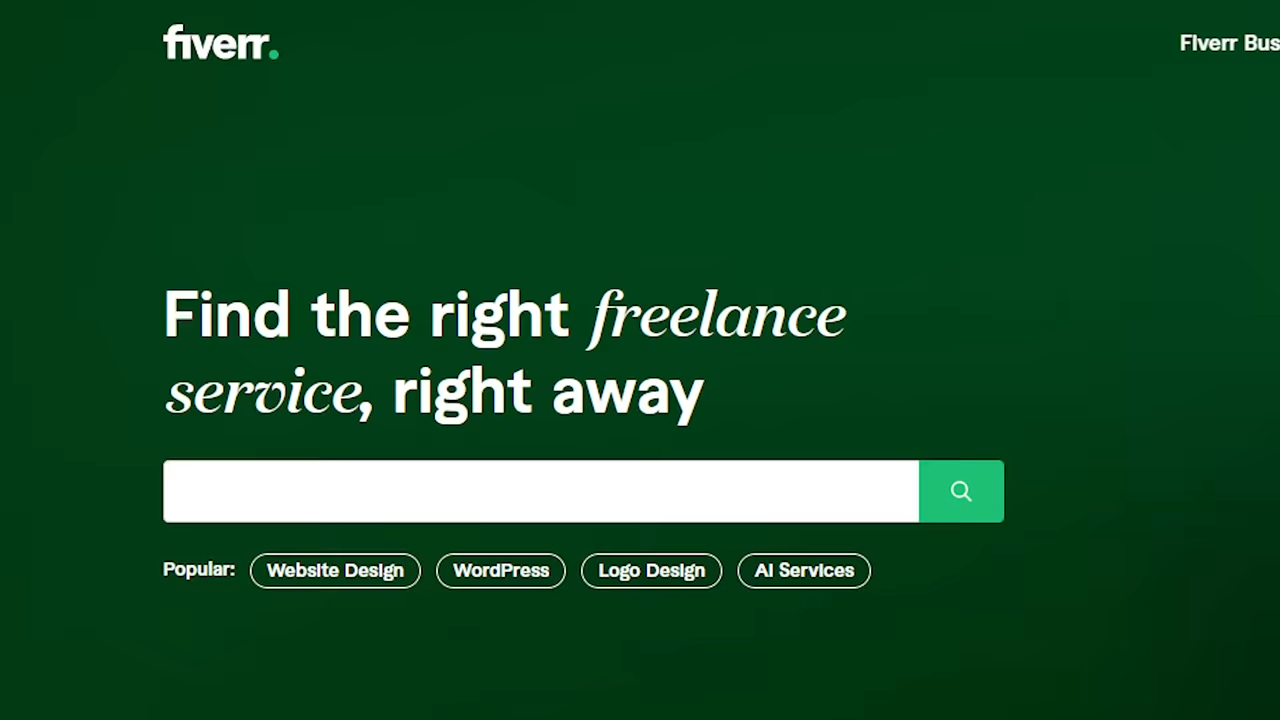 fiverr.
Fiverr Bus
Find the right freelance
service, right away
Popular:
Website Design
WordPress
Logo Design
AI Services